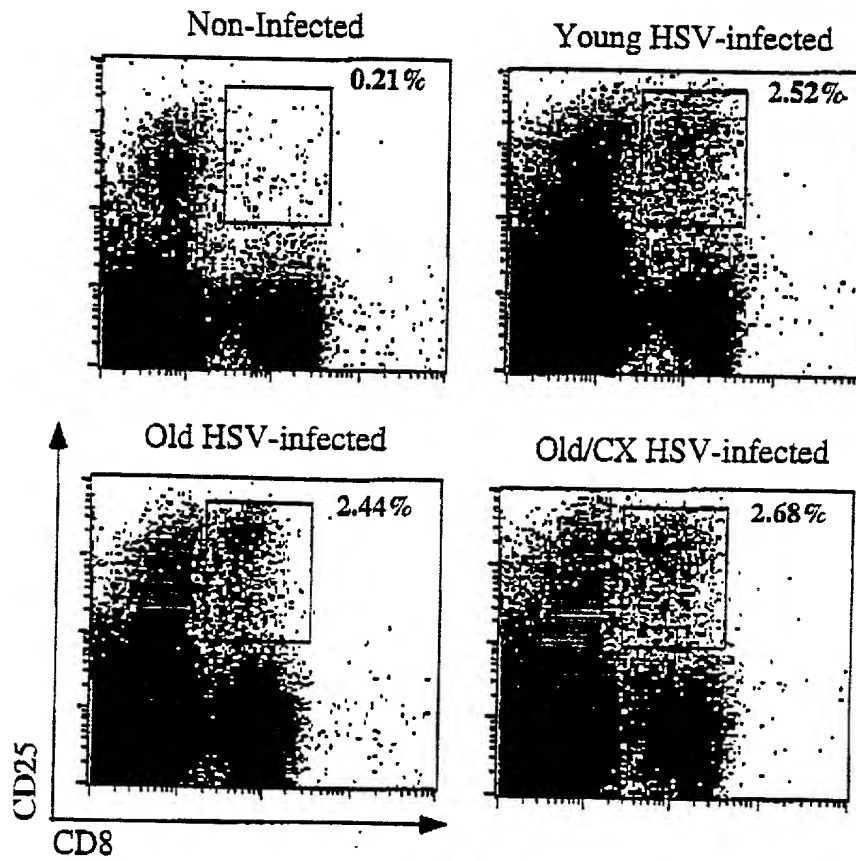 Non-Infected
0.21%
Young HSV-infected
2.52%
Old HSV-infected
2.44%
Old/CX HSV-infected
2.68%
CD25
CD8